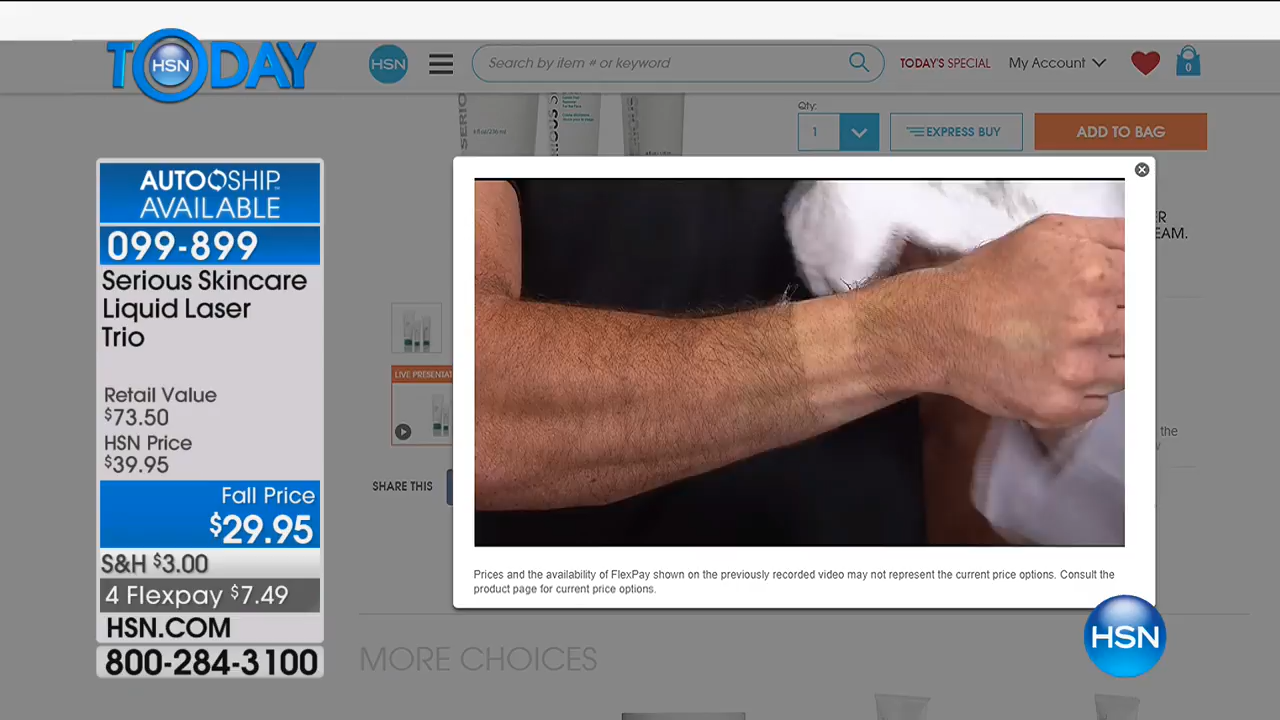 TODAY
HSN
HSN
Search by item # or keyword
TODAY'S SPECIAL
My Account
0
Qty:
1
EXPRESS BUY
ADD TO BAG
AUTOSHIP
AVAILABLE
099-899
Serious Skincare
Liquid Laser
Trio
Retail Value
$73.50
HSN Price
$39.95
Fall Price
$29.95
S&H $3.00
4 Flexpay $7.49
HSN.COM
800-284-3100
SHARE THIS
Prices and the availability of FlexPay shown on the previously recorded video may not represent the current price options. Consult the
product page for current price options.
the
MORE CHOICES
HSN